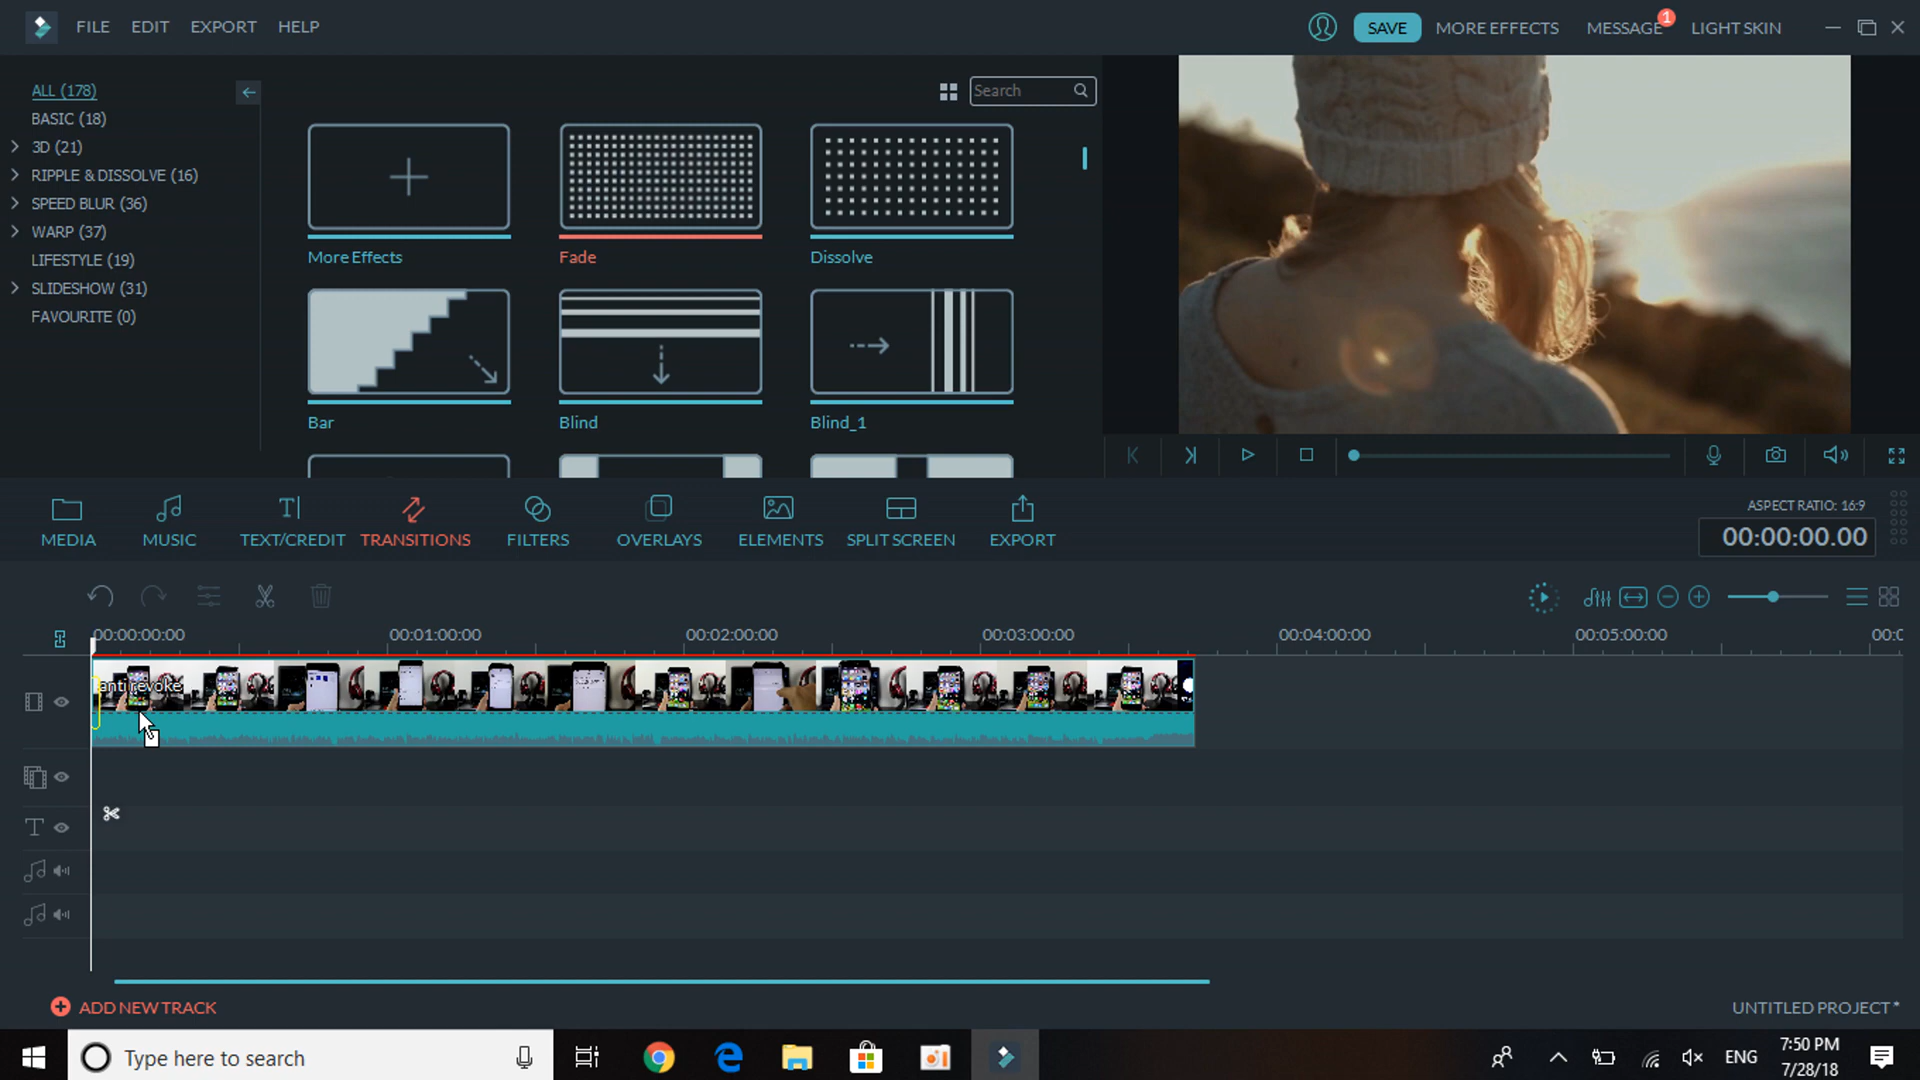 FILE EDIT EXPORT HELP
SAVE MORE EFFECTS MESSAGE 1 LIGHT SKIN
ALL (178)
BASIC (18)
3D (21)
RIPPLE & DISSOLVE (16)
SPEED BLUR (36)
WARP (37)
LIFESTYLE (19)
SLIDESHOW (31)
FAVOURITE (0)
Search
More Effects Fade Dissolve
Bar Blind Blind_1
MEDIA MUSIC TEXT/CREDIT TRANSITIONS FILTERS OVERLAYS ELEMENTS SPLIT SCREEN EXPORT
ASPECT RATIO: 16:9
00:00:00.00
00:00:00:00 00:01:00:00 00:02:00:00 00:03:00:00 00:04:00:00 00:05:00:00
anti revoke
ADD NEW TRACK
UNTITLED PROJECT *
Type here to search
ENG
7:50 PM
7/28/18